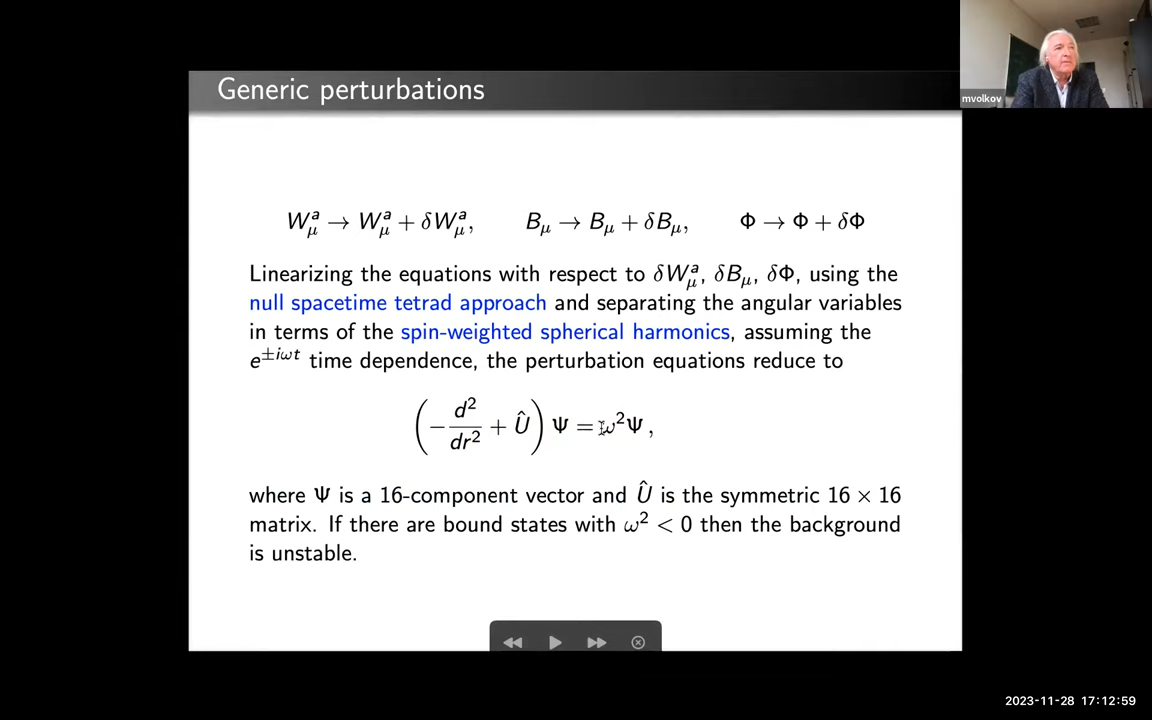 Generic perturbations
mvolkov
W^a_μ → W^a_μ + δW^a_μ, B_μ → B_μ + δB_μ, Φ → Φ + δΦ
Linearizing the equations with respect to δW^a_μ, δB_μ, δΦ, using the
null spacetime tetrad approach and separating the angular variables
in terms of the spin-weighted spherical harmonics, assuming the
e^{±iωt} time dependence, the perturbation equations reduce to
(−d²/dr² + Û) Ψ = ω²Ψ ,
where Ψ is a 16-component vector and Û is the symmetric 16 × 16
matrix. If there are bound states with ω² < 0 then the background
is unstable.
2023-11-28 17:12:59